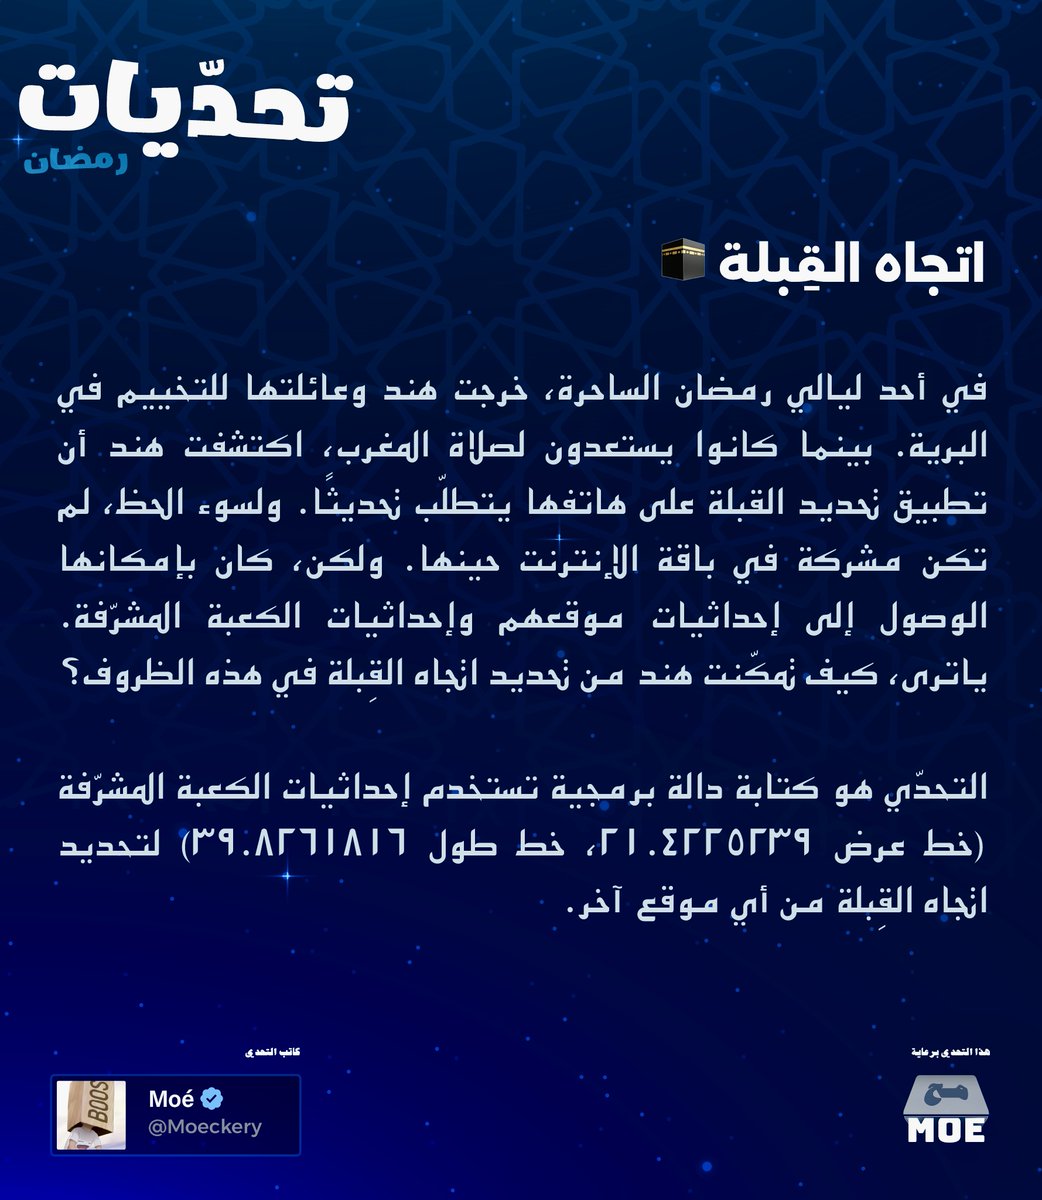 تحدّيات
رمضان
اتجاه القِبلة
في أحد ليالي رمضان الساحرة، خرجت هند وعائلتها للتخييم في
البرية. بينما كانوا يستعدون لصلاة المغرب، اكتشفت هند أن
تطبيق تحديد القبلة على هاتفها يتطلّب تحديثًا. ولسوء الحظ، لم
تكن مشركة في باقة الإنترنت حينها. ولكن، كان بإمكانها
الوصول إلى إحداثيات موقعهم وإحداثيات الكعبة المشرّفة.
ياترى، كيف تمكّنت هند من تحديد اتجاه القِبلة في هذه الظروف؟
التحدّي هو كتابة دالة برمجية تستخدم إحداثيات الكعبة المشرّفة
(خط عرض ٢١.٤٢٢٥٢٣٩، خط طول ٣٩.٨٢٦١٨١٦) لتحديد
اتجاه القِبلة من أي موقع آخر.
هذا التحدي برعاية
MOE
كاتب التحدي
BOOS
Moé
@Moeckery